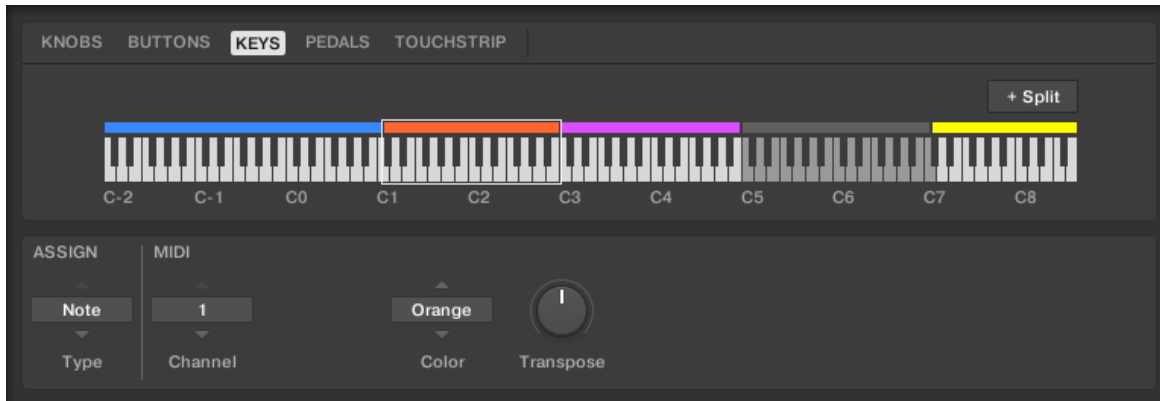 KNOBS BUTTONS KEYS PEDALS TOUCHSTRIP
+ Split
C-2 C-1 C0 C1 C2 C3 C4 C5 C6 C7 C8
ASSIGN MIDI
Note 1 Orange
Type Channel Color Transpose